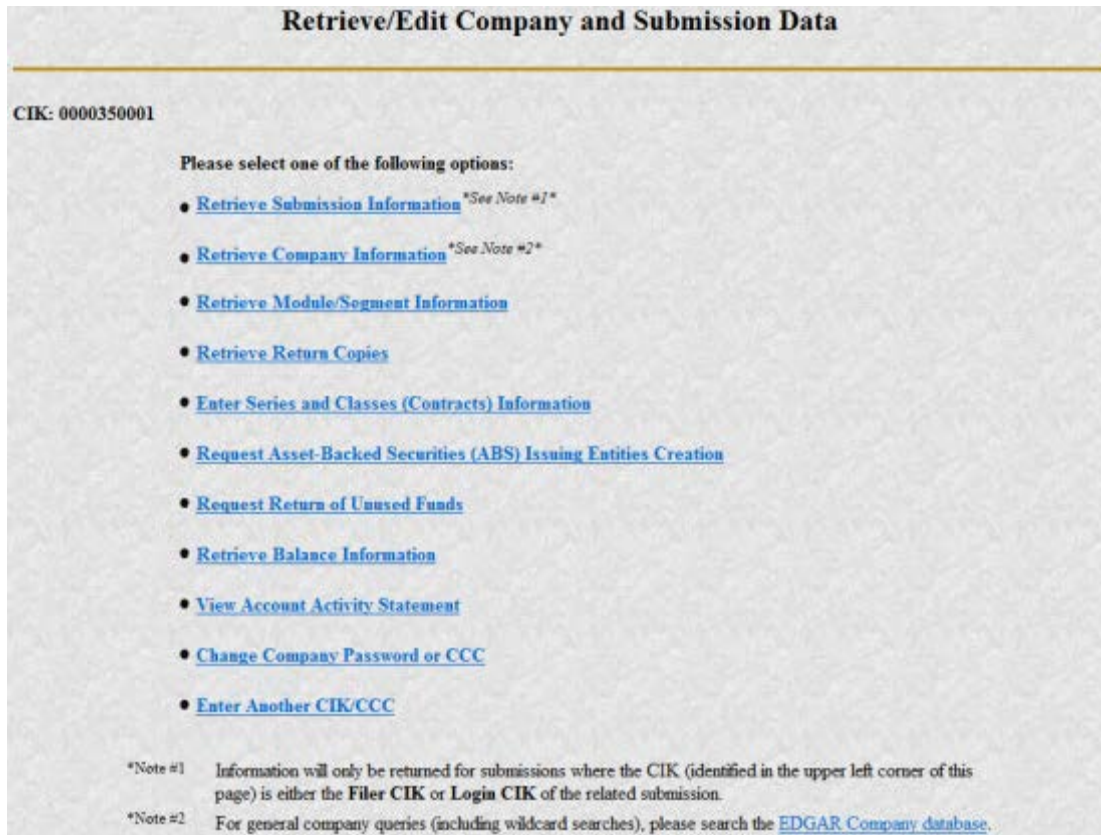 Retrieve/Edit Company and Submission Data
CIK: 0000350001
Please select one of the following options:
• Retrieve Submission Information *See Note #1*
• Retrieve Company Information *See Note #2*
• Retrieve Module/Segment Information
• Retrieve Return Copies
• Enter Series and Classes (Contracts) Information
• Request Asset-Backed Securities (ABS) Issuing Entities Creation
• Request Return of Unused Funds
• Retrieve Balance Information
• View Account Activity Statement
• Change Company Password or CCC
• Enter Another CIK/CCC
*Note #1 Information will only be returned for submissions where the CIK (identified in the upper left corner of this
page) is either the Filer CIK or Login CIK of the related submission.
*Note #2 For general company queries (including wildcard searches), please search the EDGAR Company database.